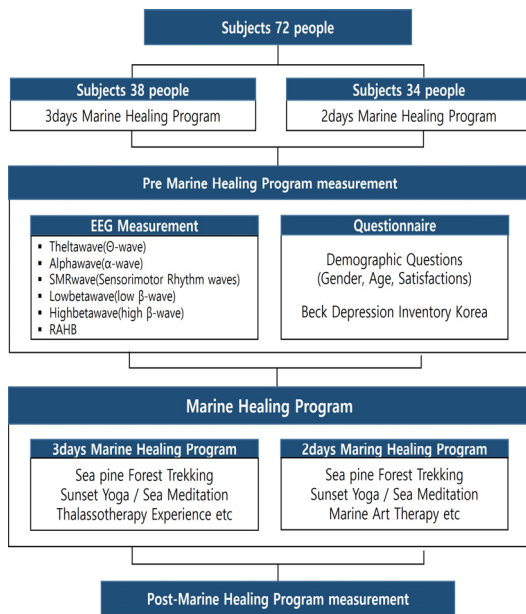 Subjects 72 people
Subjects 38 people
3days Marine Healing Program
Subjects 34 people
2days Marine Healing Program
Pre Marine Healing Program measurement
EEG Measurement
▪ Theltawave(Θ-wave)
▪ Alphawave(α-wave)
▪ SMRwave(Sensorimotor Rhythm waves)
▪ Lowbetawave(low β-wave)
▪ Highbetawave(high β-wave)
▪ RAHB
Questionnaire
Demographic Questions
(Gender, Age, Satisfactions)
Beck Depression Inventory Korea
Marine Healing Program
3days Marine Healing Program
Sea pine Forest Trekking
Sunset Yoga / Sea Meditation
Thalassotherapy Experience etc
2days Maring Healing Program
Sea pine Forest Trekking
Sunset Yoga / Sea Meditation
Marine Art Therapy etc
Post-Marine Healing Program measurement